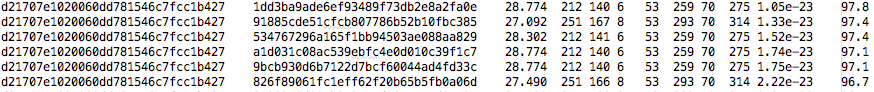 d21707e1020060dd781546c7fcc1b427 1dd3ba9ade6ef93489f73db2e8a2fa0e 28.774 212 140 6 53 259 70 275 1.05e-23 97.8
d21707e1020060dd781546c7fcc1b427 91885cde51cfcb807786b52b10fbc385 27.092 251 167 8 53 293 70 314 1.33e-23 97.4
d21707e1020060dd781546c7fcc1b427 534767296a165f1bb94503ae088aa829 28.302 212 141 6 53 259 70 275 1.52e-23 97.4
d21707e1020060dd781546c7fcc1b427 a1d031c08ac539ebfc4e0d010c39f1c7 28.774 212 140 6 53 259 70 275 1.74e-23 97.1
d21707e1020060dd781546c7fcc1b427 9bcb930d6b7122d7bcf60044ad4fd33c 28.774 212 140 6 53 259 70 275 1.75e-23 97.1
d21707e1020060dd781546c7fcc1b427 826f89061fc1eff62f20b65b5fb0a06d 27.490 251 166 8 53 293 70 314 2.22e-23 96.7